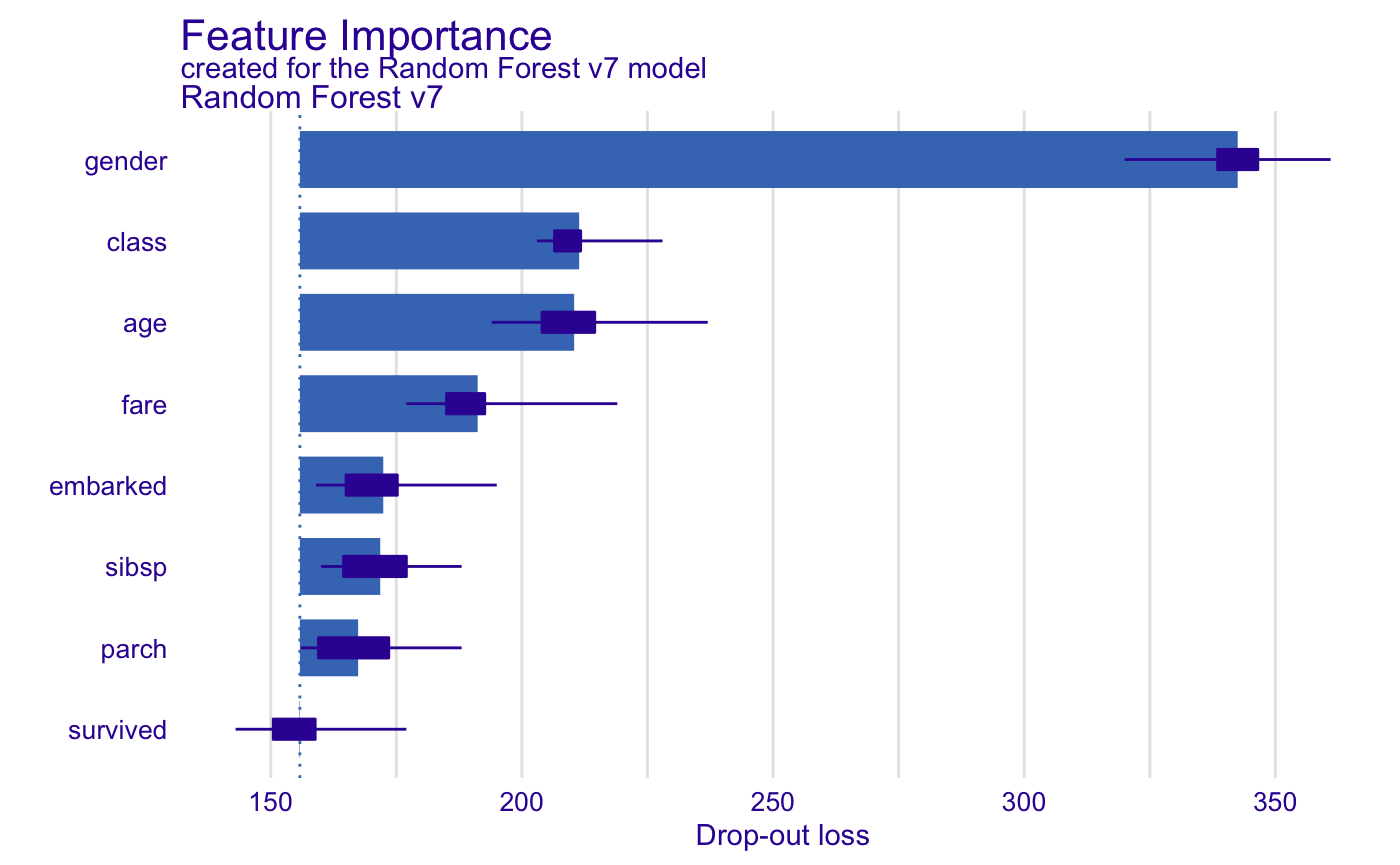 Feature Importance
created for the Random Forest v7 model
Random Forest v7
gender
class
age
fare
embarked
sibsp
parch
survived
150 200 250 300 350
Drop-out loss